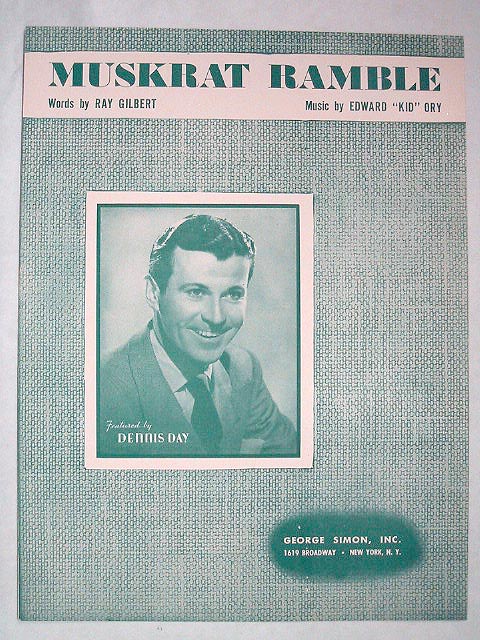 MUSKRAT RAMBLE
Words by RAY GILBERT
Music by EDWARD "KID" ORY
Featured by
DENNIS DAY
GEORGE SIMON, INC.
1619 BROADWAY • NEW YORK, N. Y.